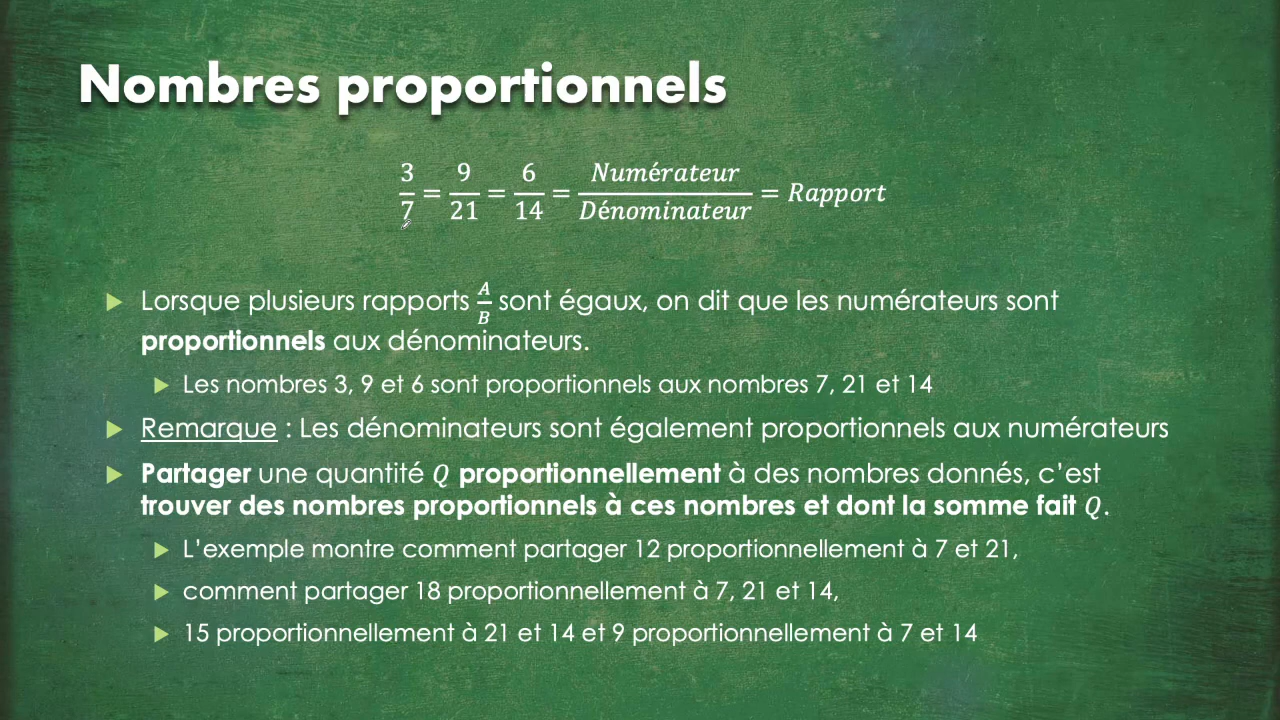 Nombres proportionnels
3/7 = 9/21 = 6/14 = Numérateur/Dénominateur = Rapport
Lorsque plusieurs rapports A/B sont égaux, on dit que les numérateurs sont
proportionnels aux dénominateurs.
Les nombres 3, 9 et 6 sont proportionnels aux nombres 7, 21 et 14
Remarque : Les dénominateurs sont également proportionnels aux numérateurs
Partager une quantité Q proportionnellement à des nombres donnés, c’est
trouver des nombres proportionnels à ces nombres et dont la somme fait Q.
L’exemple montre comment partager 12 proportionnellement à 7 et 21,
comment partager 18 proportionnellement à 7, 21 et 14,
15 proportionnellement à 21 et 14 et 9 proportionnellement à 7 et 14